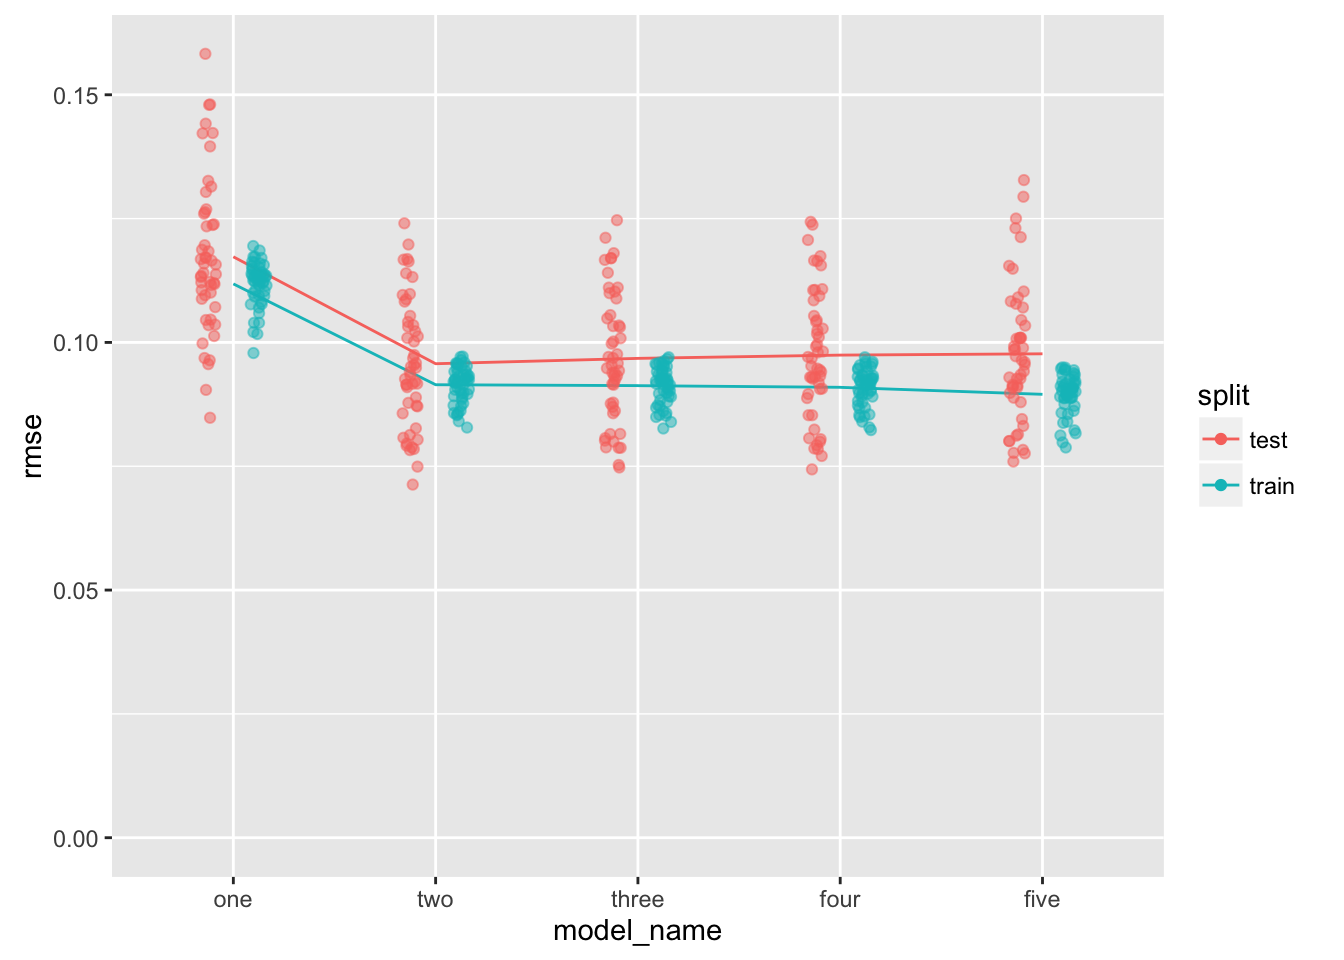 0.15
0.10
0.05
0.00
rmse
one two three four five
model_name
split
test
train